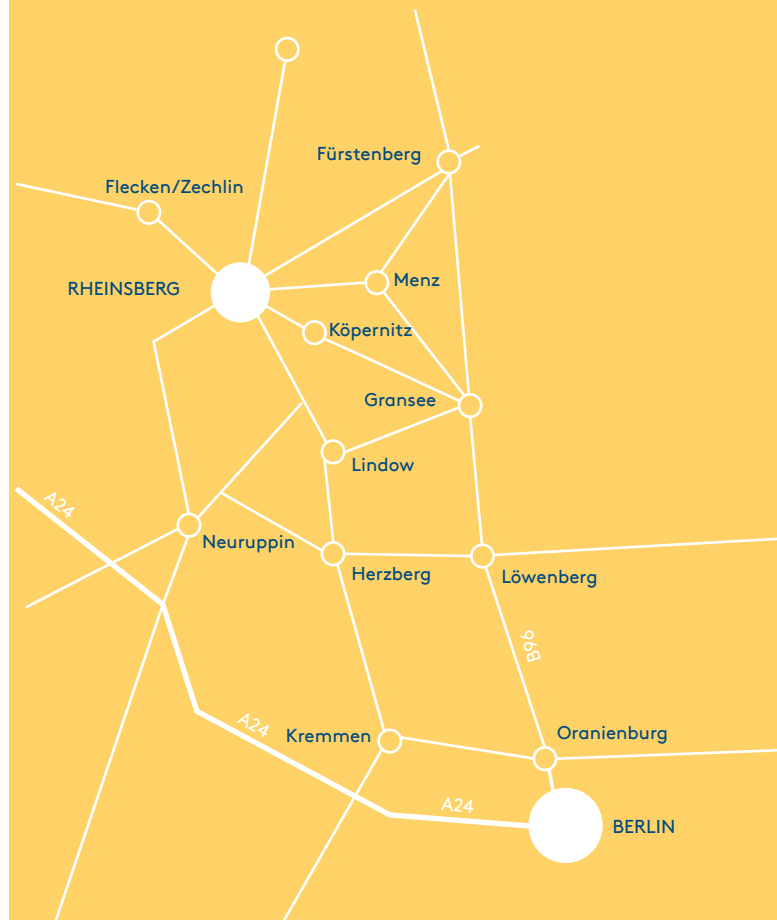 Fürstenberg
Flecken/Zechlin
RHEINSBERG
Menz
Köpernitz
Gransee
Lindow
A24
Neuruppin
Herzberg
Löwenberg
B96
A24
Kremmen
Oranienburg
A24
BERLIN